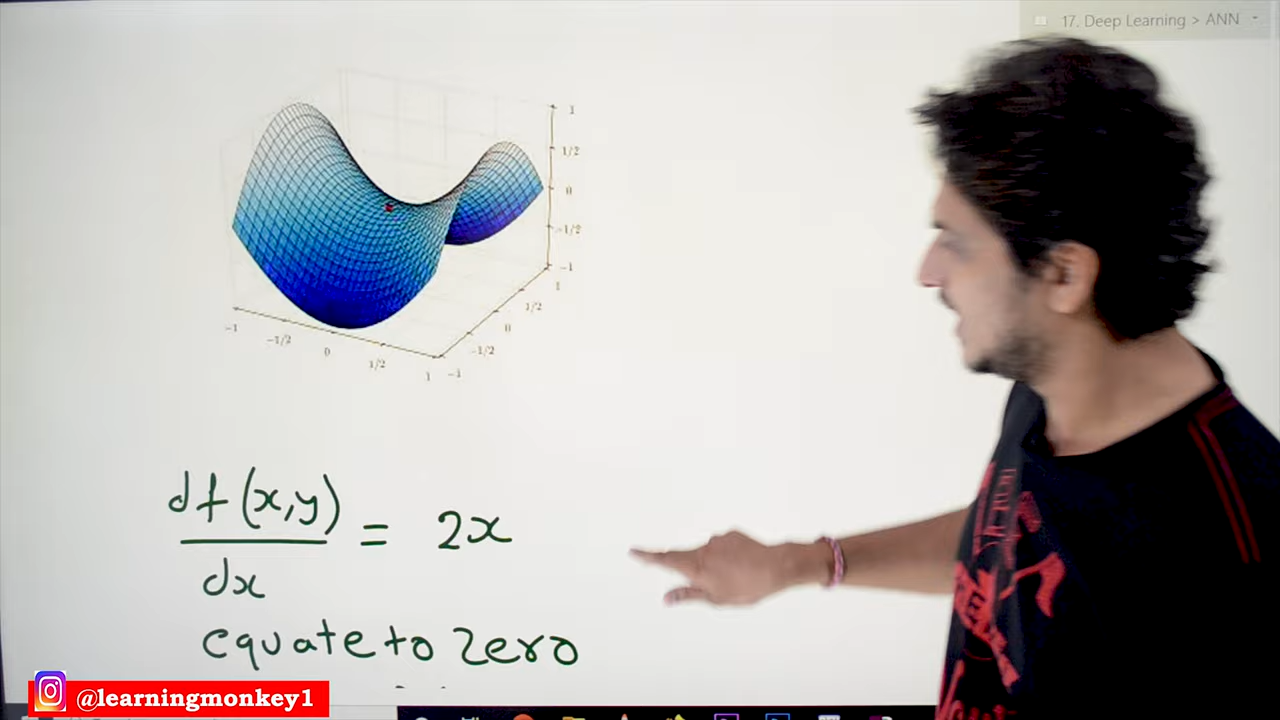 17. Deep Learning > ANN
1
1/2
0
-1/2
-1
1
1/2
0
-1/2
-1
-1
-1/2
0
1/2
1
df(x,y)
= 2x
dx
equate to zero
@learningmonkey1